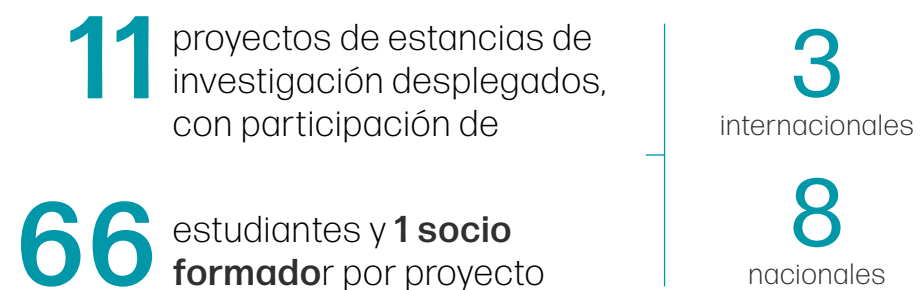 11 proyectos de estancias de
investigación desplegados,
con participación de
66 estudiantes y 1 socio
formador por proyecto
3
internacionales
8
nacionales